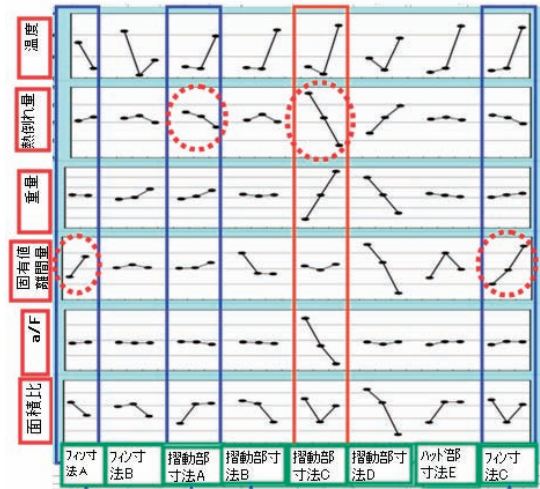 温度
熱倒れ量
重量
固有値
離間量
a/F
面積比
フィン寸
法A
フィン寸
法B
摺動部
寸法A
摺動部寸
法B
摺動部
寸法C
摺動部寸
法D
ハット部
寸法E
フィン寸
法C